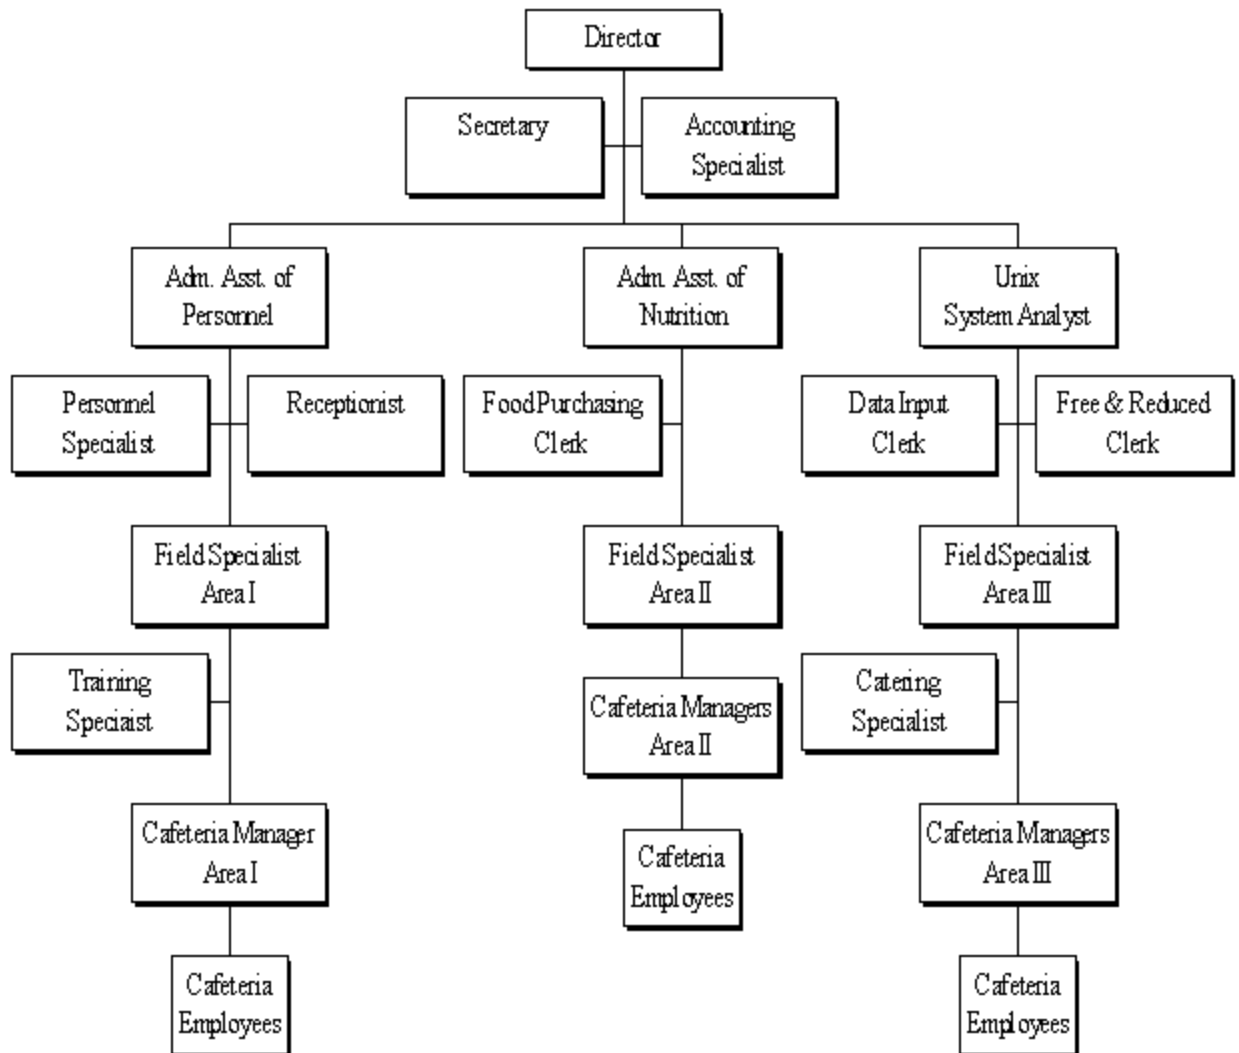 Director
Secretary
Accounting
Specialist
Adm. Asst. of
Personnel
Adm. Asst. of
Nutrition
Unix
System Analyst
Personnel
Specialist
Receptionist
Food Purchasing
Clerk
Data Input
Clerk
Free & Reduced
Clerk
Field Specialist
Area I
Field Specialist
Area II
Field Specialist
Area III
Training
Speciaist
Cafeteria Managers
Area II
Catering
Specialist
Cafeteria Manager
Area I
Cafeteria
Employees
Cafeteria Managers
Area III
Cafeteria
Employees
Cafeteria
Employees